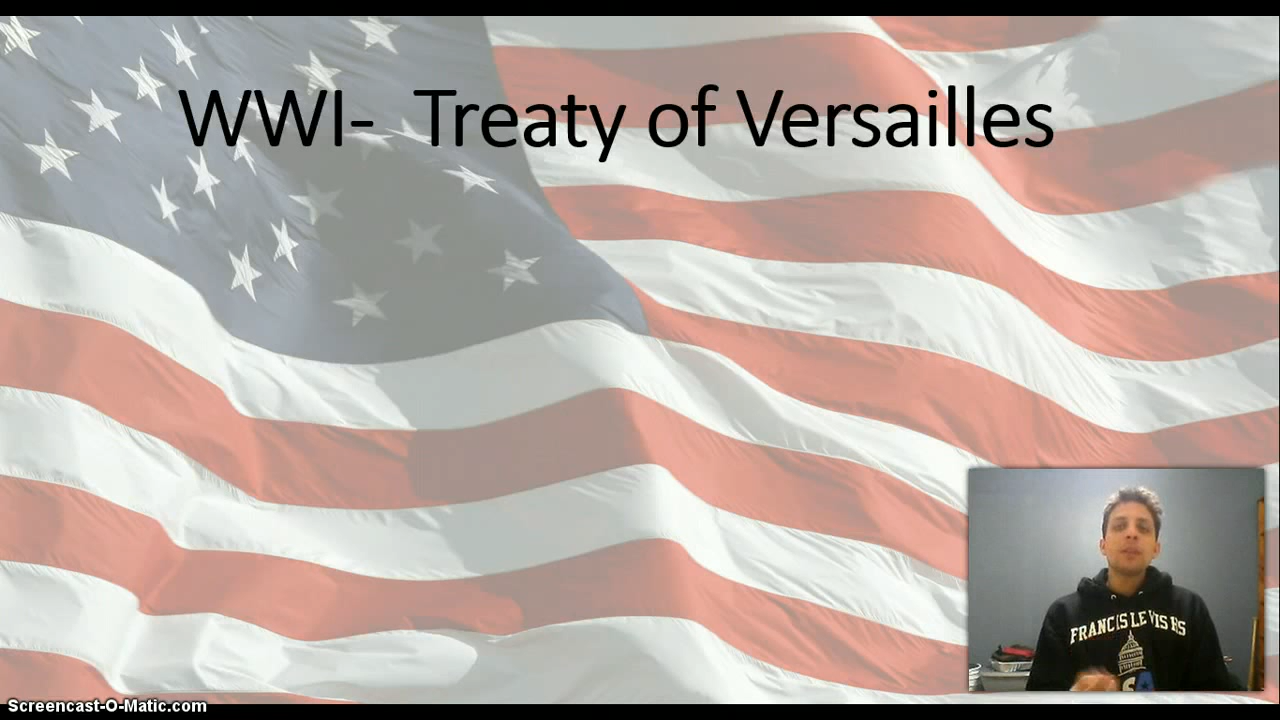 WWI-  Treaty of Versailles
FRANCIS LEWIS HS
Screencast-O-Matic.com